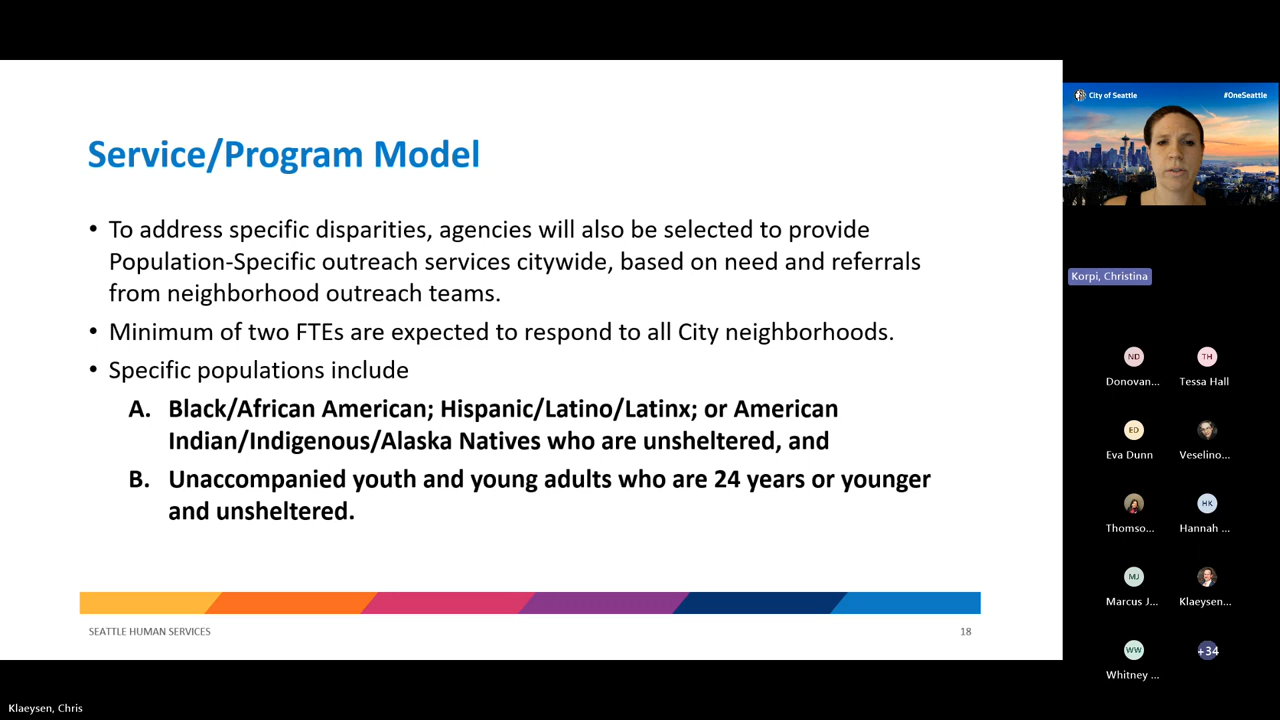 Service/Program Model
• To address specific disparities, agencies will also be selected to provide
Population-Specific outreach services citywide, based on need and referrals
from neighborhood outreach teams.
• Minimum of two FTEs are expected to respond to all City neighborhoods.
• Specific populations include
A. Black/African American; Hispanic/Latino/Latinx; or American
Indian/Indigenous/Alaska Natives who are unsheltered, and
B. Unaccompanied youth and young adults who are 24 years or younger
and unsheltered.
SEATTLE HUMAN SERVICES
18
City of Seattle
#OneSeattle
Korpi, Christina
ND
TH
Donovan...
Tessa Hall
ED
Eva Dunn
Veselino...
Thomso...
HK
Hannah ...
MJ
Marcus J...
Klaeysen...
WW
+34
Whitney ...
Klaeysen, Chris